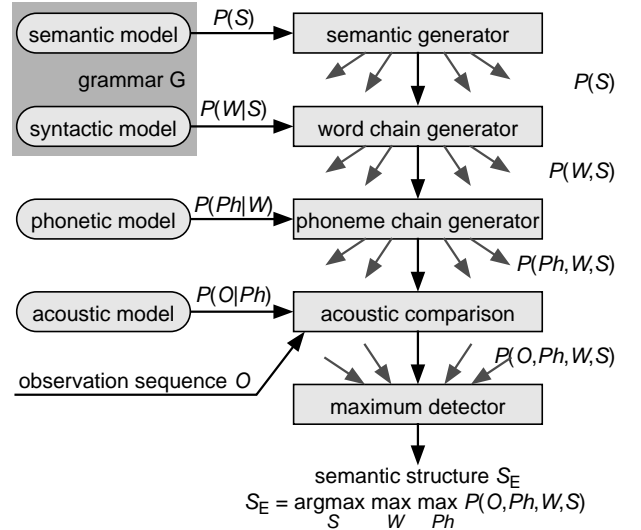 semantic model
P(S)
semantic generator
grammar G
P(S)
syntactic model
P(W|S)
word chain generator
P(W,S)
phonetic model
P(Ph|W)
phoneme chain generator
P(Ph,W,S)
acoustic model
P(O|Ph)
acoustic comparison
P(O,Ph,W,S)
observation sequence O
maximum detector
semantic structure S_E
S_E = argmax max max P(O,Ph,W,S)
S W Ph